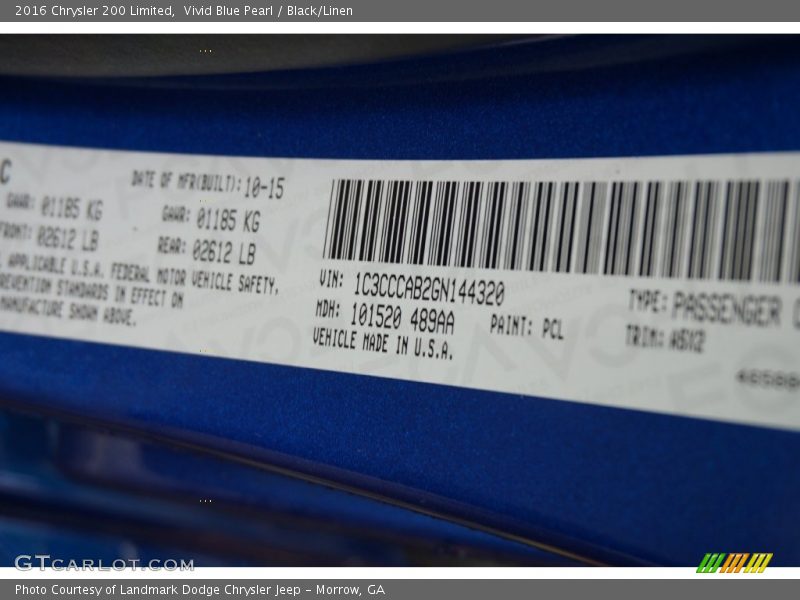 2016 Chrysler 200 Limited, Vivid Blue Pearl / Black/Linen
C
DATE OF MFR(BUILT): 10-15
GAWR: 01185 KG
GAWR: 01185 KG
FRONT: 02612 LB
REAR: 02612 LB
APPLICABLE U.S.A. FEDERAL MOTOR VEHICLE SAFETY,
PREVENTION STANDARDS IN EFFECT ON
MANUFACTURE SHOWN ABOVE.
VIN: 1C3CCCAB2GN144320
MDH: 101520 489AA
PAINT: PCL
VEHICLE MADE IN U.S.A.
TYPE: PASSENGER
TRIM:
GTCARLOT.COM
Photo Courtesy of Landmark Dodge Chrysler Jeep – Morrow, GA